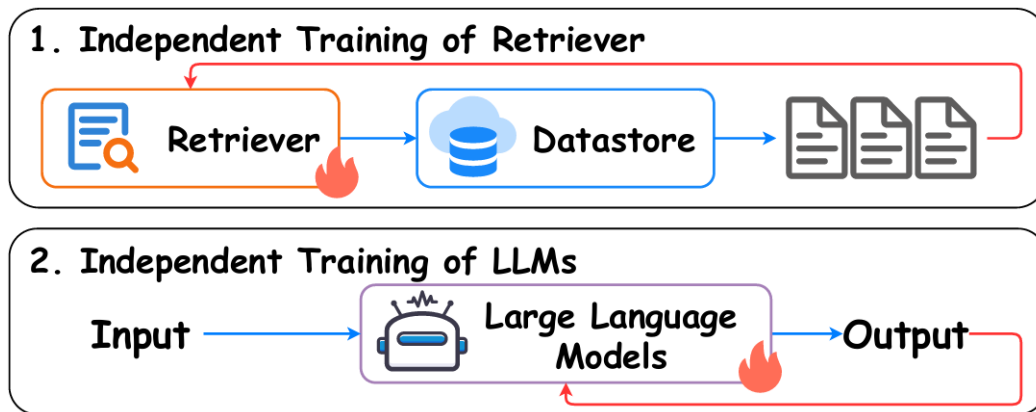 1. Independent Training of Retriever
Retriever
Datastore
2. Independent Training of LLMs
Input
Large Language
Models
Output